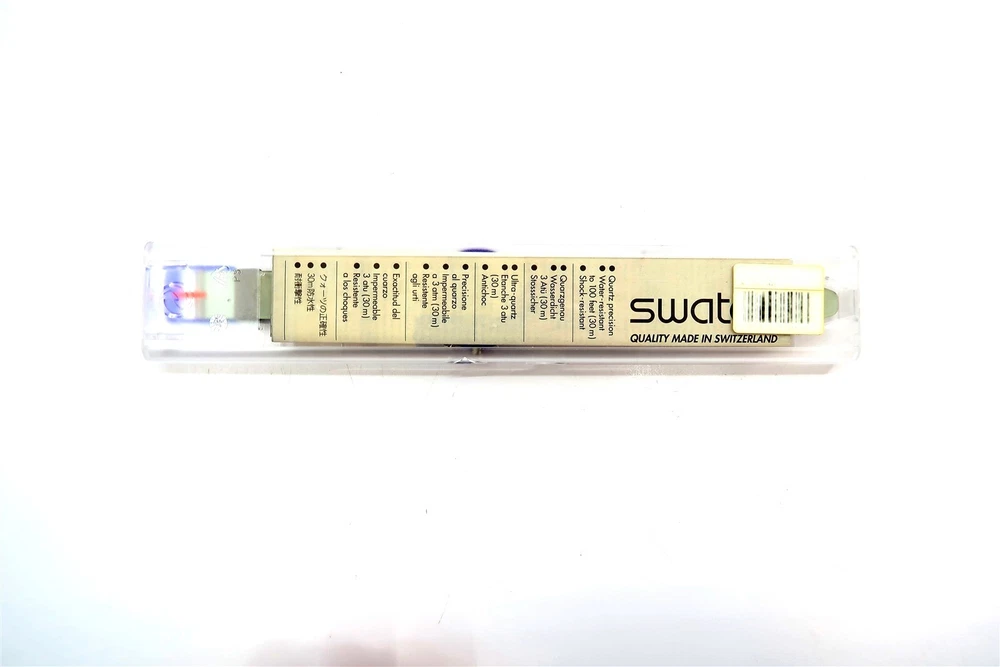 swat
QUALITY MADE IN SWITZERLAND
• Quartz precision
• Water-resistant
to 100 feet (30 m)
• Shock-resistant
• Quarzgenau
• Wasserdicht
3 Atü (30 m)
• Stossicher
• Ultra-quartz
• Etanche 3 atu
(30 m)
• Antichoc
• Precisione
al quarzo
• Impermeabile
a 3 atm (30 m)
• Resistente
agli urti
• Exactitud del
cuarzo
• Impermeable
3 atu (30 m)
• Resistente
a los choques
• クォーツの正確性
• 30m防水性
• 耐衝撃性